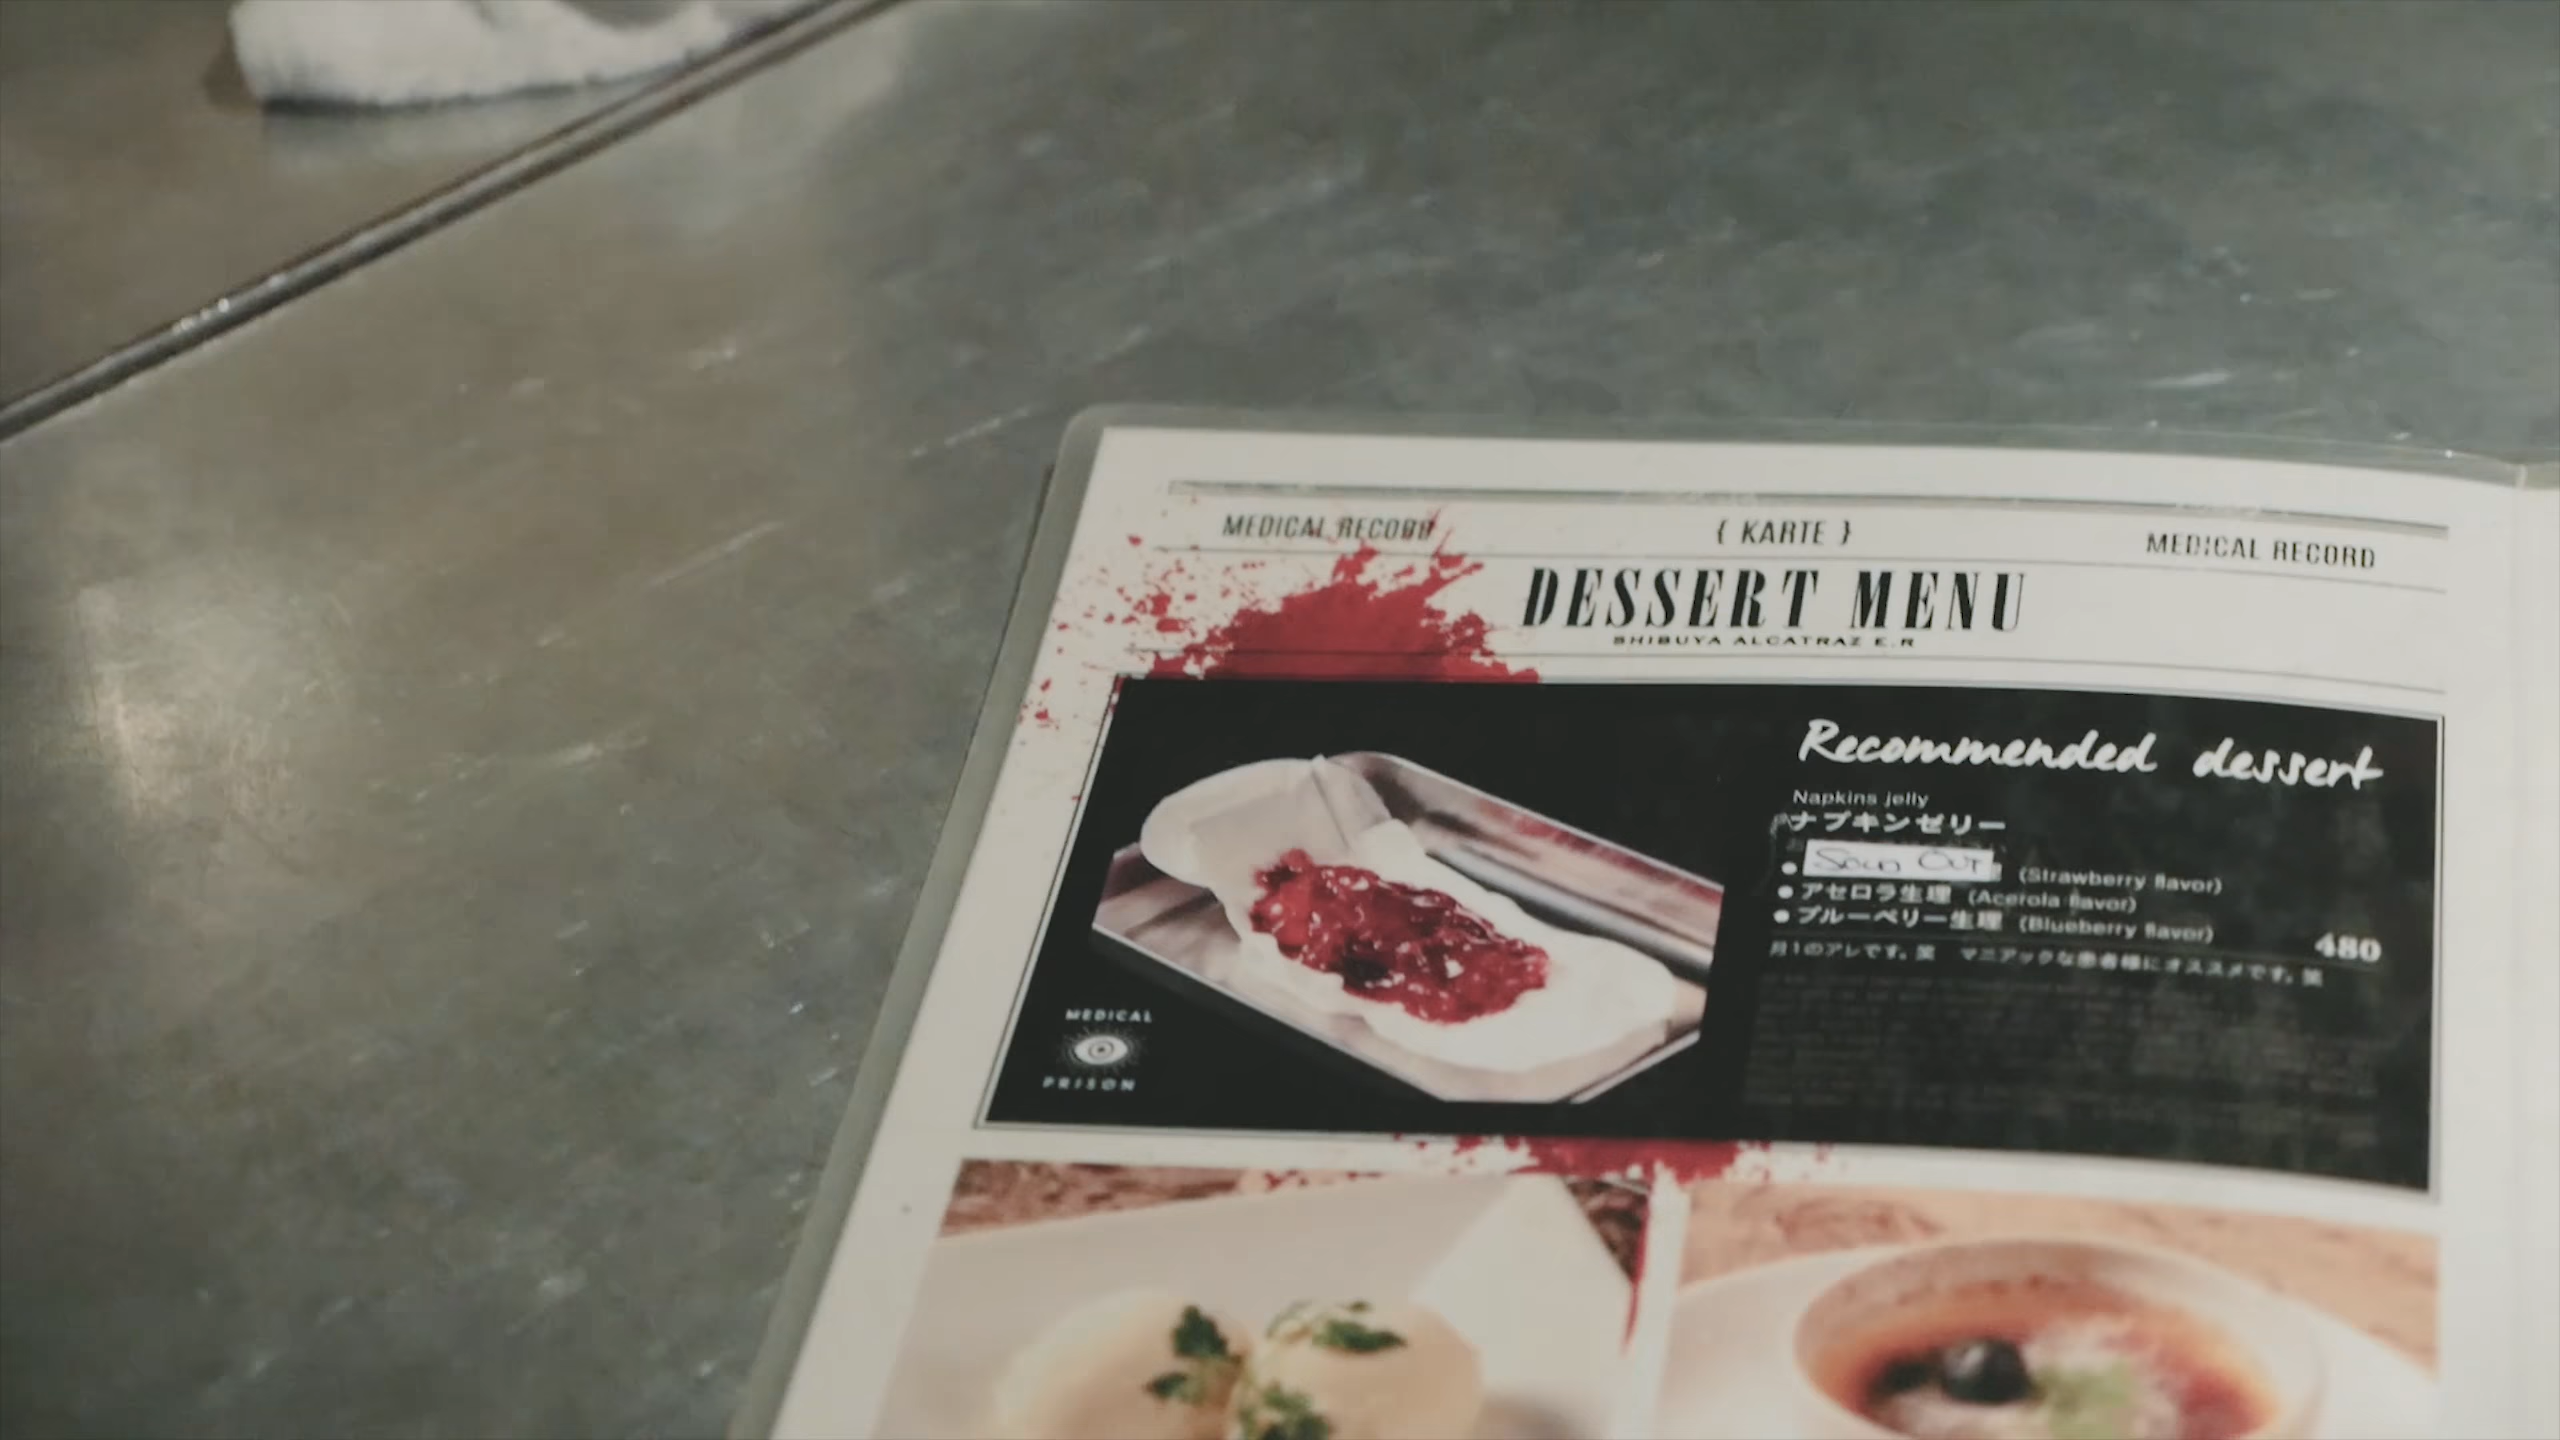 MEDICAL RECORD { KARTE } MEDICAL RECORD
DESSERT MENU
SHIBUYA ALCATRAZ E.R
Recommended dessert
Napkins jelly
ナプキンゼリー
● Out (Strawberry flavor)
● アセロラ生理 (Acerola flavor)
● ブルーベリー生理 (Blueberry flavor)
480
月1のアレです。笑 マニアックな患者様にオススメです。笑
MEDICAL
PRISON